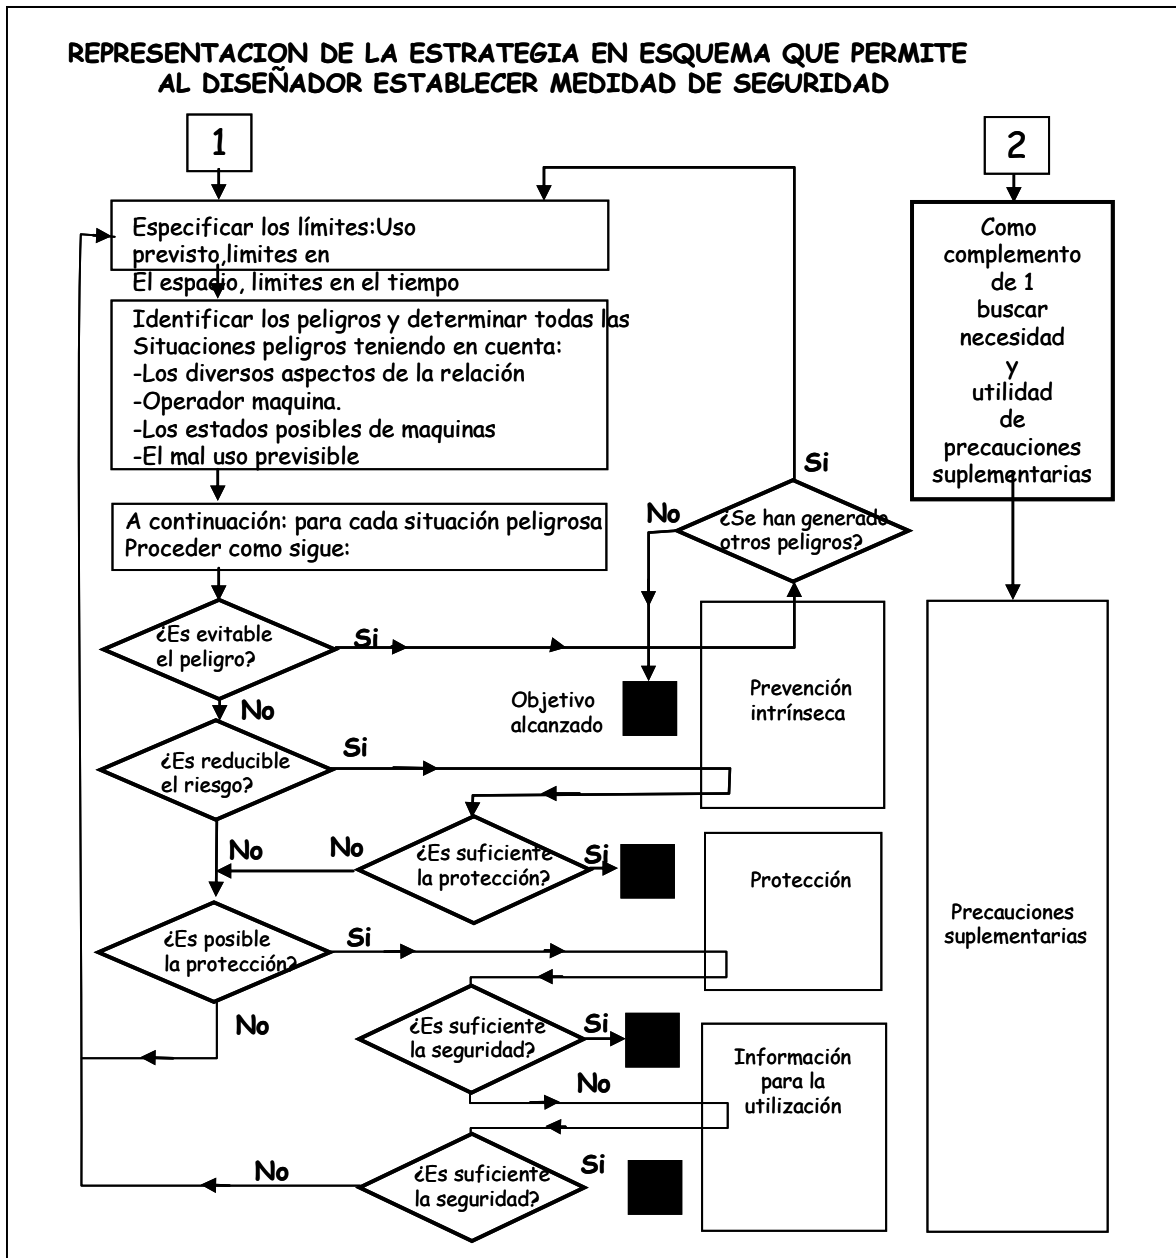 REPRESENTACION DE LA ESTRATEGIA EN ESQUEMA QUE PERMITE
AL DISEÑADOR ESTABLECER MEDIDAD DE SEGURIDAD
1
Especificar los límites:Uso
previsto,limites en
El espacio, limites en el tiempo
Identificar los peligros y determinar todas las
Situaciones peligros teniendo en cuenta:
-Los diversos aspectos de la relación
-Operador maquina.
-Los estados posibles de maquinas
-El mal uso previsible
A continuación: para cada situación peligrosa
Proceder como sigue:
¿Es evitable
el peligro?
Si
No
¿Es reducible
el riesgo?
Si
No
¿Es posible
la protección?
Si
No
Si
No
¿Se han generado
otros peligros?
Objetivo
alcanzado
Prevención
intrínseca
No
¿Es suficiente
la protección?
Si
Protección
¿Es suficiente
la seguridad?
Si
No
Información
para la
utilización
No
¿Es suficiente
la seguridad?
Si
2
Como
complemento
de 1
buscar
necesidad
y
utilidad
de
precauciones
suplementarias
Precauciones
suplementarias